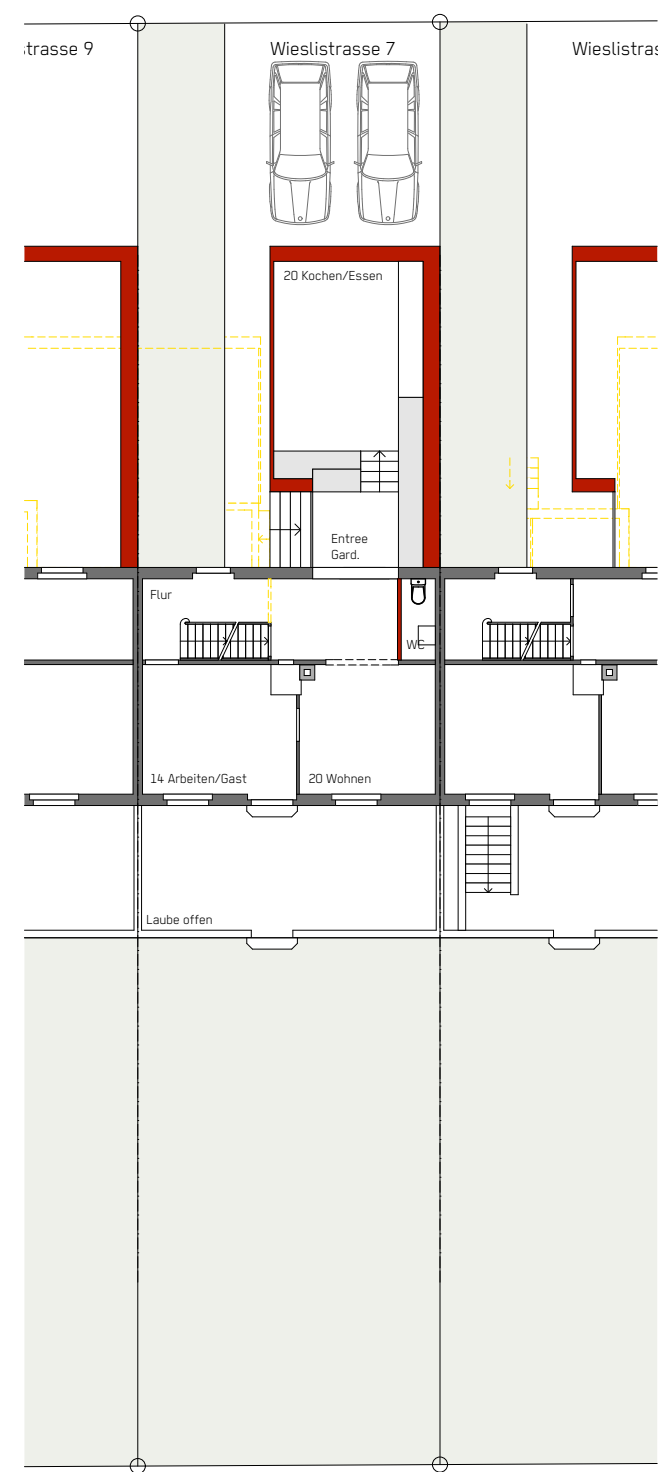 strasse 9
Wieslistrasse 7
Wieslistras
20 Kochen/Essen
Entree
Gard.
Flur
WC
14 Arbeiten/Gast
20 Wohnen
Laube offen